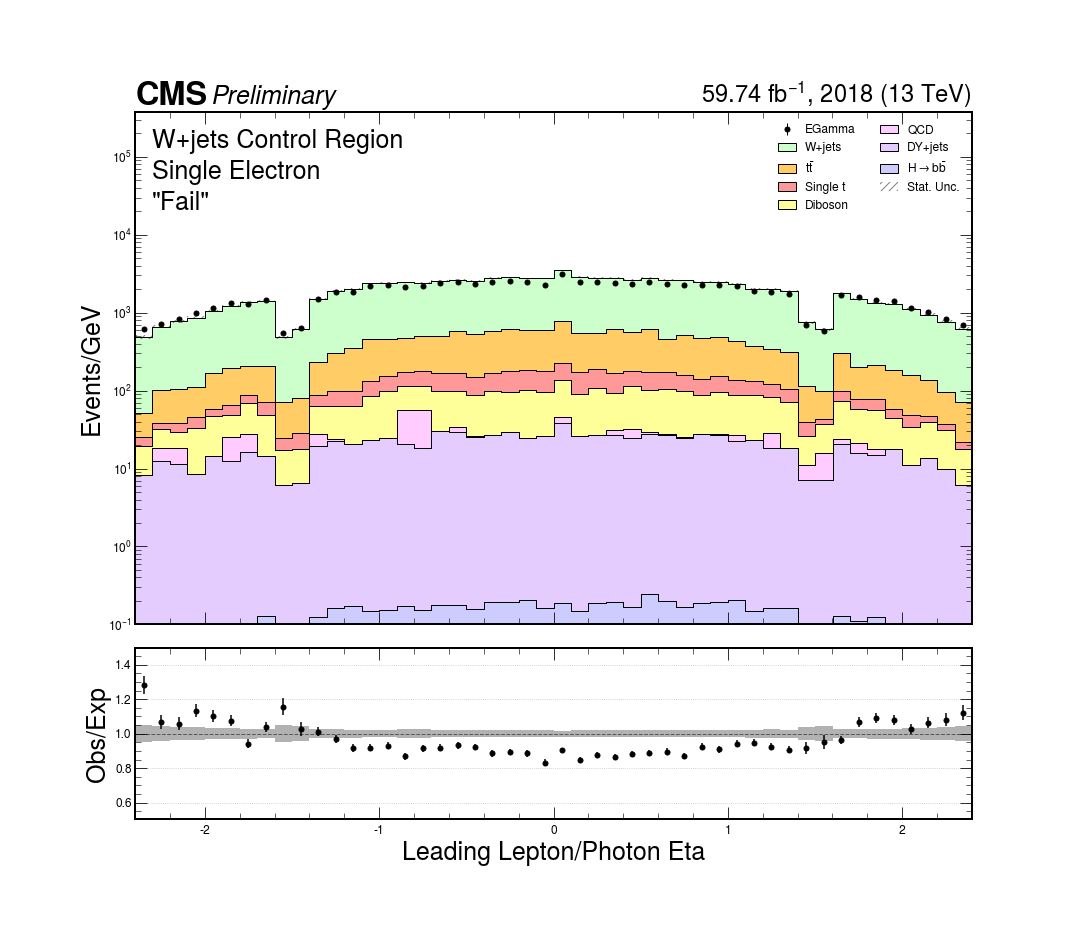 CMS Preliminary 59.74 fb⁻¹, 2018 (13 TeV)
W+jets Control Region
Single Electron
"Fail"
EGamma
W+jets
tt̄
Single t
Diboson
QCD
DY+jets
H→bb̄
Stat. Unc.
Events/GeV
10⁵
10⁴
10³
10²
10¹
10⁰
10⁻¹
Obs/Exp
1.4
1.2
1.0
0.8
0.6
-2 -1 0 1 2
Leading Lepton/Photon Eta